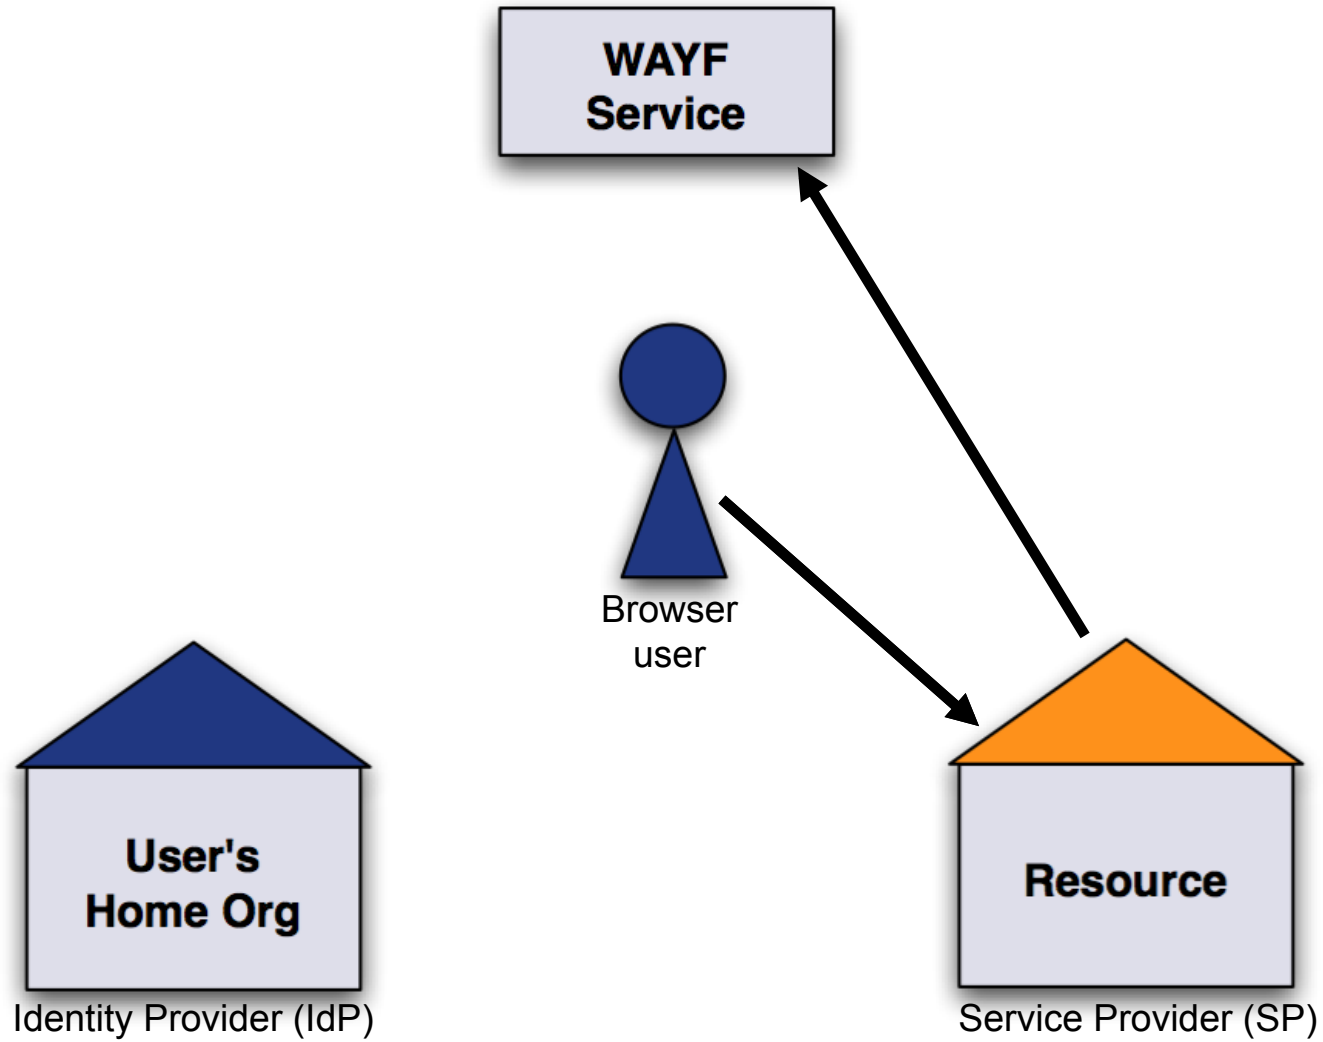 WAYF
Service
Browser
user
User's
Home Org
Resource
Identity Provider (IdP)
Service Provider (SP)